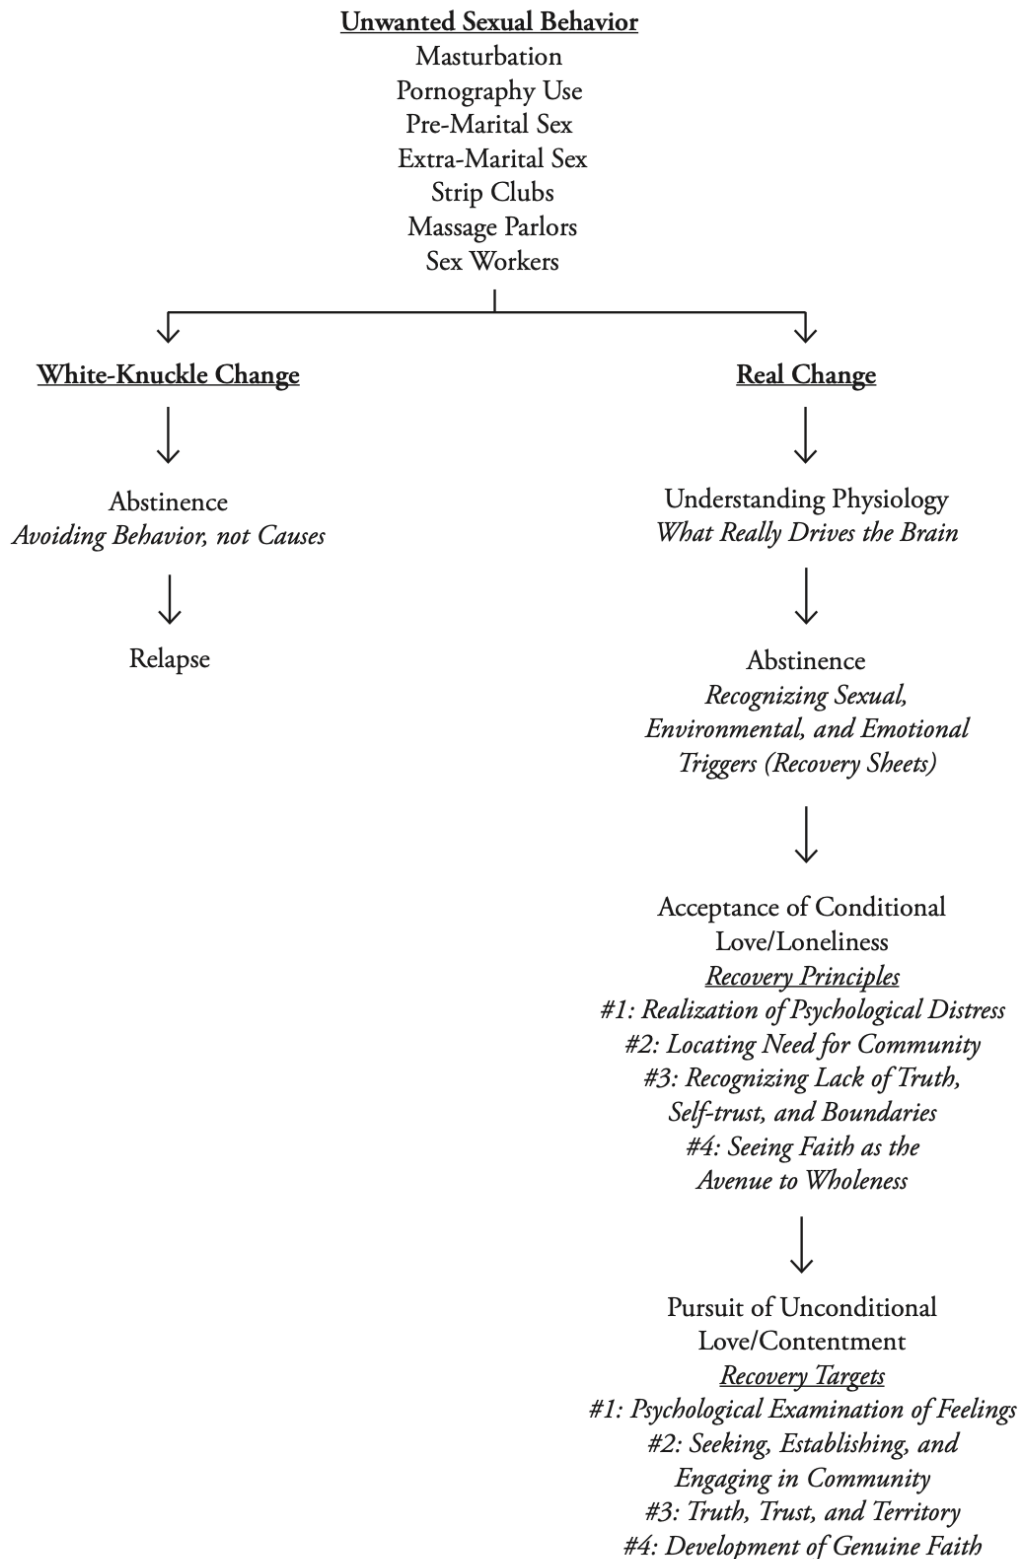 Unwanted Sexual Behavior
Masturbation
Pornography Use
Pre-Marital Sex
Extra-Marital Sex
Strip Clubs
Massage Parlors
Sex Workers
White-Knuckle Change
Abstinence
Avoiding Behavior, not Causes
Relapse
Real Change
Understanding Physiology
What Really Drives the Brain
Abstinence
Recognizing Sexual,
Environmental, and Emotional
Triggers (Recovery Sheets)
Acceptance of Conditional
Love/Loneliness
Recovery Principles
#1: Realization of Psychological Distress
#2: Locating Need for Community
#3: Recognizing Lack of Truth,
Self-trust, and Boundaries
#4: Seeing Faith as the
Avenue to Wholeness
Pursuit of Unconditional
Love/Contentment
Recovery Targets
#1: Psychological Examination of Feelings
#2: Seeking, Establishing, and
Engaging in Community
#3: Truth, Trust, and Territory
#4: Development of Genuine Faith